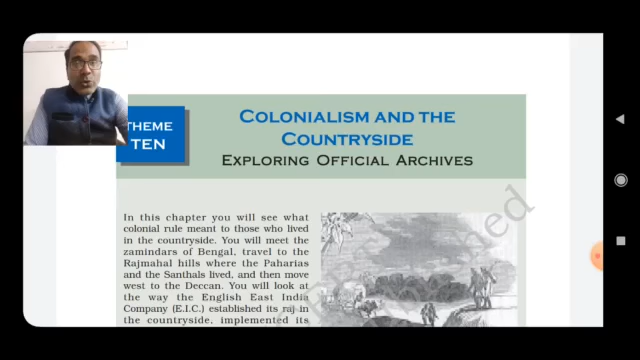 THEME
TEN
COLONIALISM AND THE
COUNTRYSIDE
EXPLORING OFFICIAL ARCHIVES
In this chapter you will see what
colonial rule meant to those who lived
in the countryside. You will meet the
zamindars of Bengal, travel to the
Rajmahal hills where the Paharias
and the Santhals lived, and then move
west to the Deccan. You will look at
the way the English East India
Company (E.I.C.) established its raj in
the countryside, implemented its